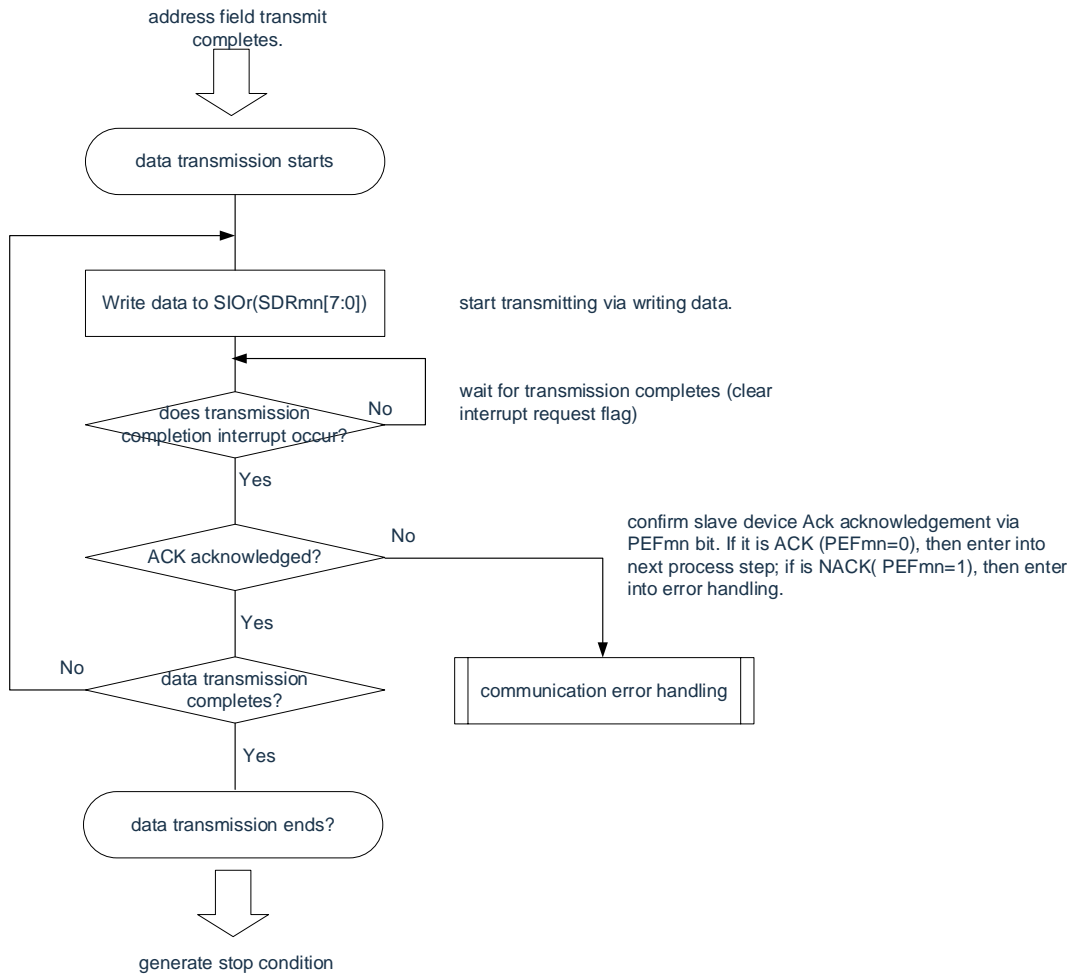 address field transmit
completes.
data transmission starts
Write data to SIOr(SDRmn[7:0])
start transmitting via writing data.
wait for transmission completes (clear
interrupt request flag)
does transmission
completion interrupt occur?
No
Yes
confirm slave device Ack acknowledgement via
PEFmn bit. If it is ACK (PEFmn=0), then enter into
next process step; if is NACK( PEFmn=1), then enter
into error handling.
ACK acknowledged?
No
Yes
No
data transmission
completes?
communication error handling
Yes
data transmission ends?
generate stop condition